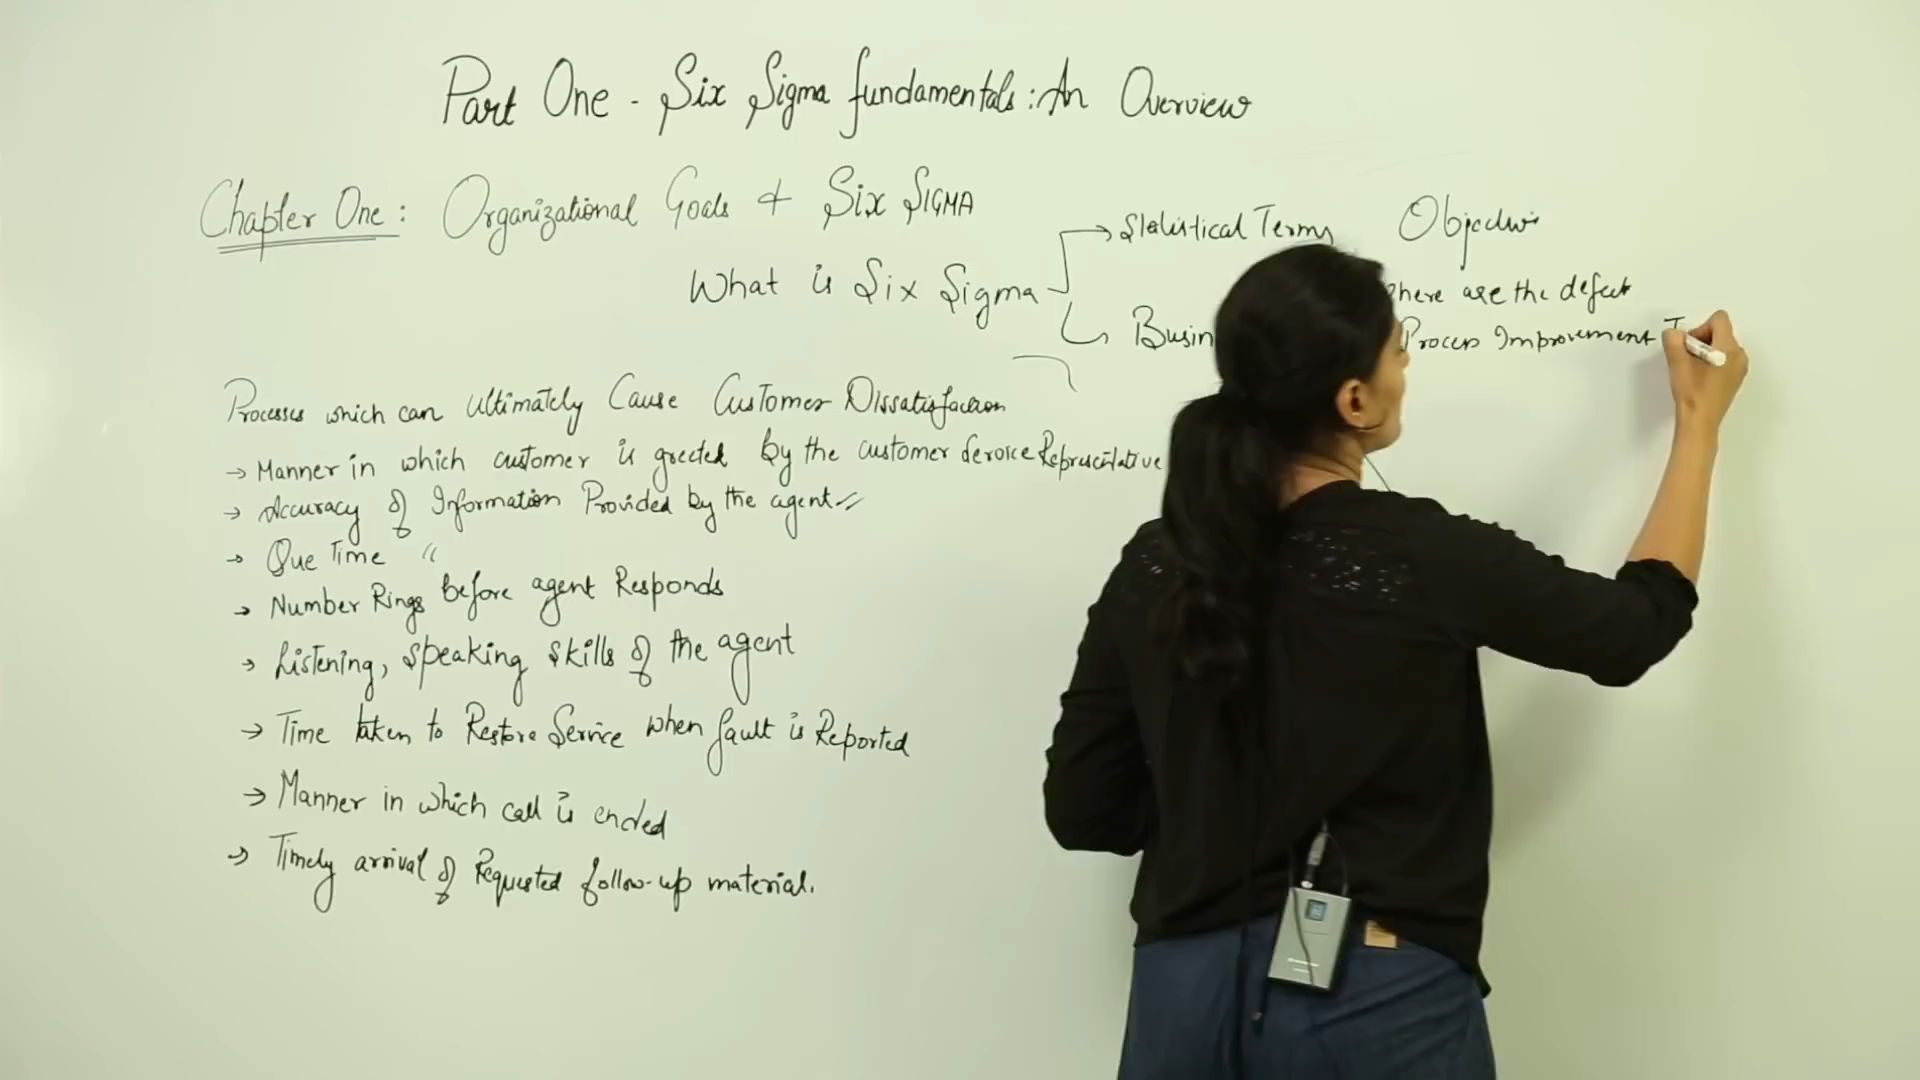 Part One - Six Sigma fundamentals: An Overview
Chapter One: Organizational Goals & Six SIGMA
What is Six Sigma
Statistical Terms
Busin
Objective
here are the defect
Process Improvement T
Processes which can Ultimately Cause Customer Dissatisfaction
→ Manner in which customer is greeted by the customer Service Representative
→ Accuracy of Information Provided by the agent
→ Que Time
→ Number Rings before agent Responds
→ Listening, Speaking skills of the agent
→ Time taken to Restore Service when fault is Reported
→ Manner in which call is ended
→ Timely arrival of Requested follow-up material.